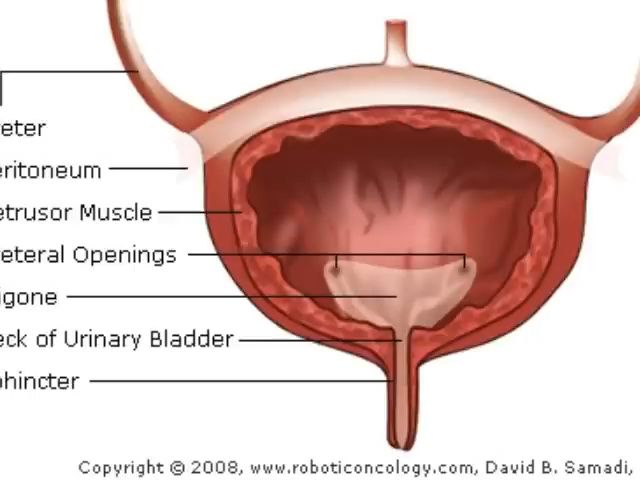 eter
eritoneum
etrusor Muscle
eteral Openings
igone
eck of Urinary Bladder
phincter
Copyright © 2008, www.roboticoncology.com, David B. Samadi,